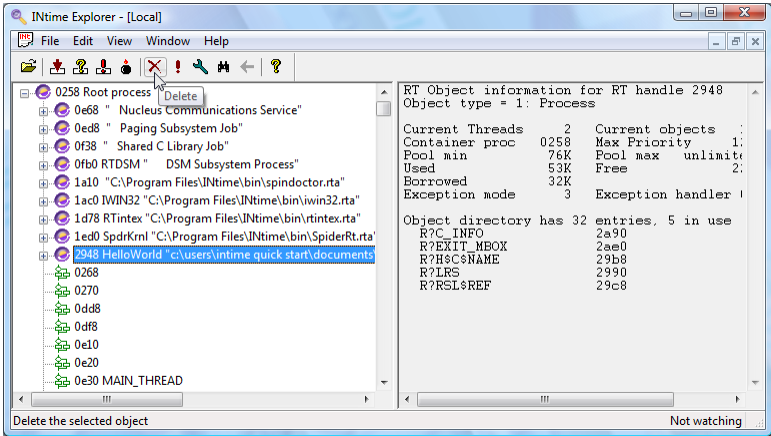 INtime Explorer - [Local]
File Edit View Window Help
0258 Root process
Delete
0e68 " Nucleus Communications Service"
0ed8 " Paging Subsystem Job"
0f38 " Shared C Library Job"
0fb0 RTDSM " DSM Subsystem Process"
1a10 "C:\Program Files\INtime\bin\spindoctor.rta"
1ac0 IWIN32 "C:\Program Files\INtime\bin\iwin32.rta"
1d78 RTintex "C:\Program Files\INtime\bin\rtintex.rta"
1ed0 SpdrKrnl "C:\Program Files\INtime\bin\SpiderRt.rta"
2948 HelloWorld "c:\users\intime quick start\documents\
0268
0270
0dd8
0df8
0e10
0e20
0e30 MAIN_THREAD
RT Object information for RT handle 2948
Object type = 1: Process
Current Threads 2 Current objects
Container proc 0258 Max Priority
Pool min 76K Pool max unlimite
Used 53K Free
Borrowed 32K
Exception mode 3 Exception handler
Object directory has 32 entries, 5 in use
R?C_INFO 2a90
R?EXIT_MBOX 2ae0
R?H$C$NAME 29b8
R?LRS 2990
R?RSL$REF 29c8
Delete the selected object
Not watching